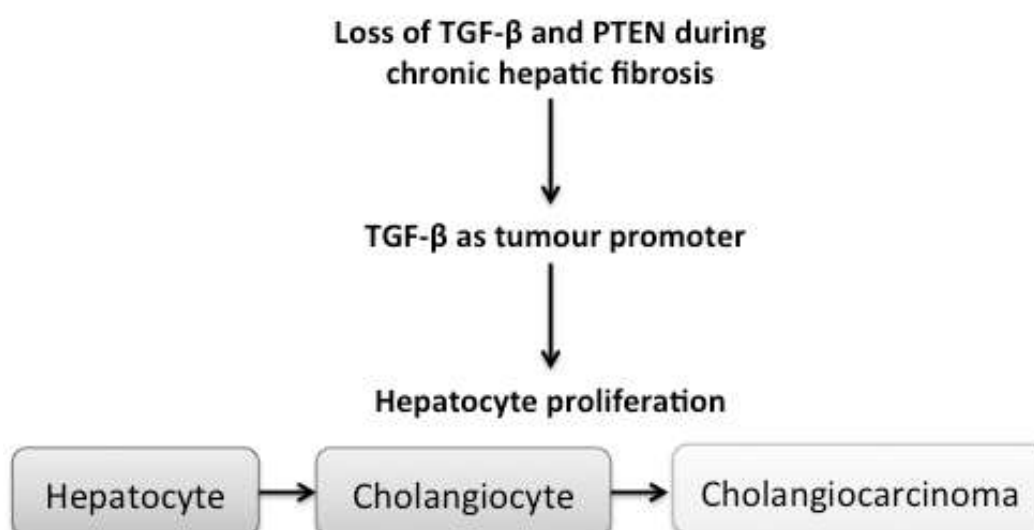 Loss of TGF-β and PTEN during
chronic hepatic fibrosis
TGF-β as tumour promoter
Hepatocyte proliferation
Hepatocyte
Cholangiocyte
Cholangiocarcinoma